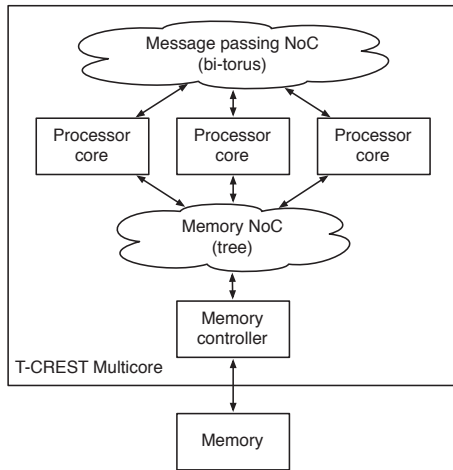 Message passing NoC
(bi-torus)
Processor
core
Processor
core
Processor
core
Memory NoC
(tree)
Memory
controller
T-CREST Multicore
Memory